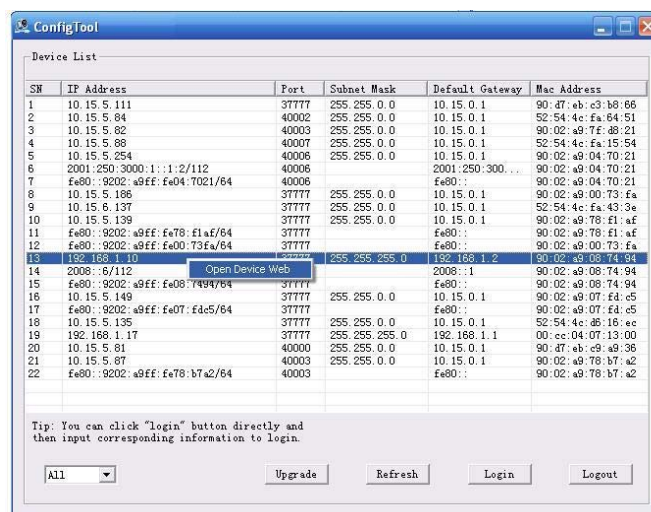 ConfigTool
Device List
SN IP Address Port Subnet Mask Default Gateway Mac Address
1 10.15.5.111 37777 255.255.0.0 10.15.0.1 90:d7:eb:c3:b8:66
2 10.15.5.84 40002 255.255.0.0 10.15.0.1 52:54:4c:fa:64:51
3 10.15.5.82 40003 255.255.0.0 10.15.0.1 90:02:a9:7f:d8:21
4 10.15.5.88 40007 255.255.0.0 10.15.0.1 52:54:4c:fa:15:54
5 10.15.5.254 40006 255.255.0.0 10.15.0.1 90:02:a9:04:70:21
6 2001:250:3000:1::1:2/112 40006 2001:250:300... 90:02:a9:04:70:21
7 fe80::9202:a9ff:fe04:7021/64 40006 fe80:: 90:02:a9:04:70:21
8 10.15.5.186 37777 255.255.0.0 10.15.0.1 90:02:a9:00:73:fa
9 10.15.6.137 37777 255.255.0.0 10.15.0.1 52:54:4c:fa:43:3e
10 10.15.5.139 37777 255.255.0.0 10.15.0.1 90:02:a9:78:f1:af
11 fe80::9202:a9ff:fe78:f1af/64 37777 fe80:: 90:02:a9:78:f1:af
12 fe80::9202:a9ff:fe00:73fa/64 37777 fe80:: 90:02:a9:00:73:fa
13 192.168.1.10 37777 255.255.255.0 192.168.1.2 90:02:a9:08:74:94
Open Device Web
14 2008::6/112 2008::1 90:02:a9:08:74:94
15 fe80::9202:a9ff:fe08:7494/64 37777 fe80:: 90:02:a9:08:74:94
16 10.15.5.149 37777 255.255.0.0 10.15.0.1 90:02:a9:07:fd:c5
17 fe80::9202:a9ff:fe07:fdc5/64 37777 fe80:: 90:02:a9:07:fd:c5
18 10.15.5.135 37777 255.255.0.0 10.15.0.1 52:54:4c:d6:16:ec
19 192.168.1.17 37777 255.255.255.0 192.168.1.1 00:cc:04:07:13:00
20 10.15.5.81 40000 255.255.0.0 10.15.0.1 90:d7:eb:c9:a9:36
21 10.15.5.87 40003 255.255.0.0 10.15.0.1 90:02:a9:78:b7:a2
22 fe80::9202:a9ff:fe78:b7a2/64 40003 fe80:: 90:02:a9:78:b7:a2
Tip: You can click "login" button directly and
then input corresponding information to login.
All Upgrade Refresh Login Logout